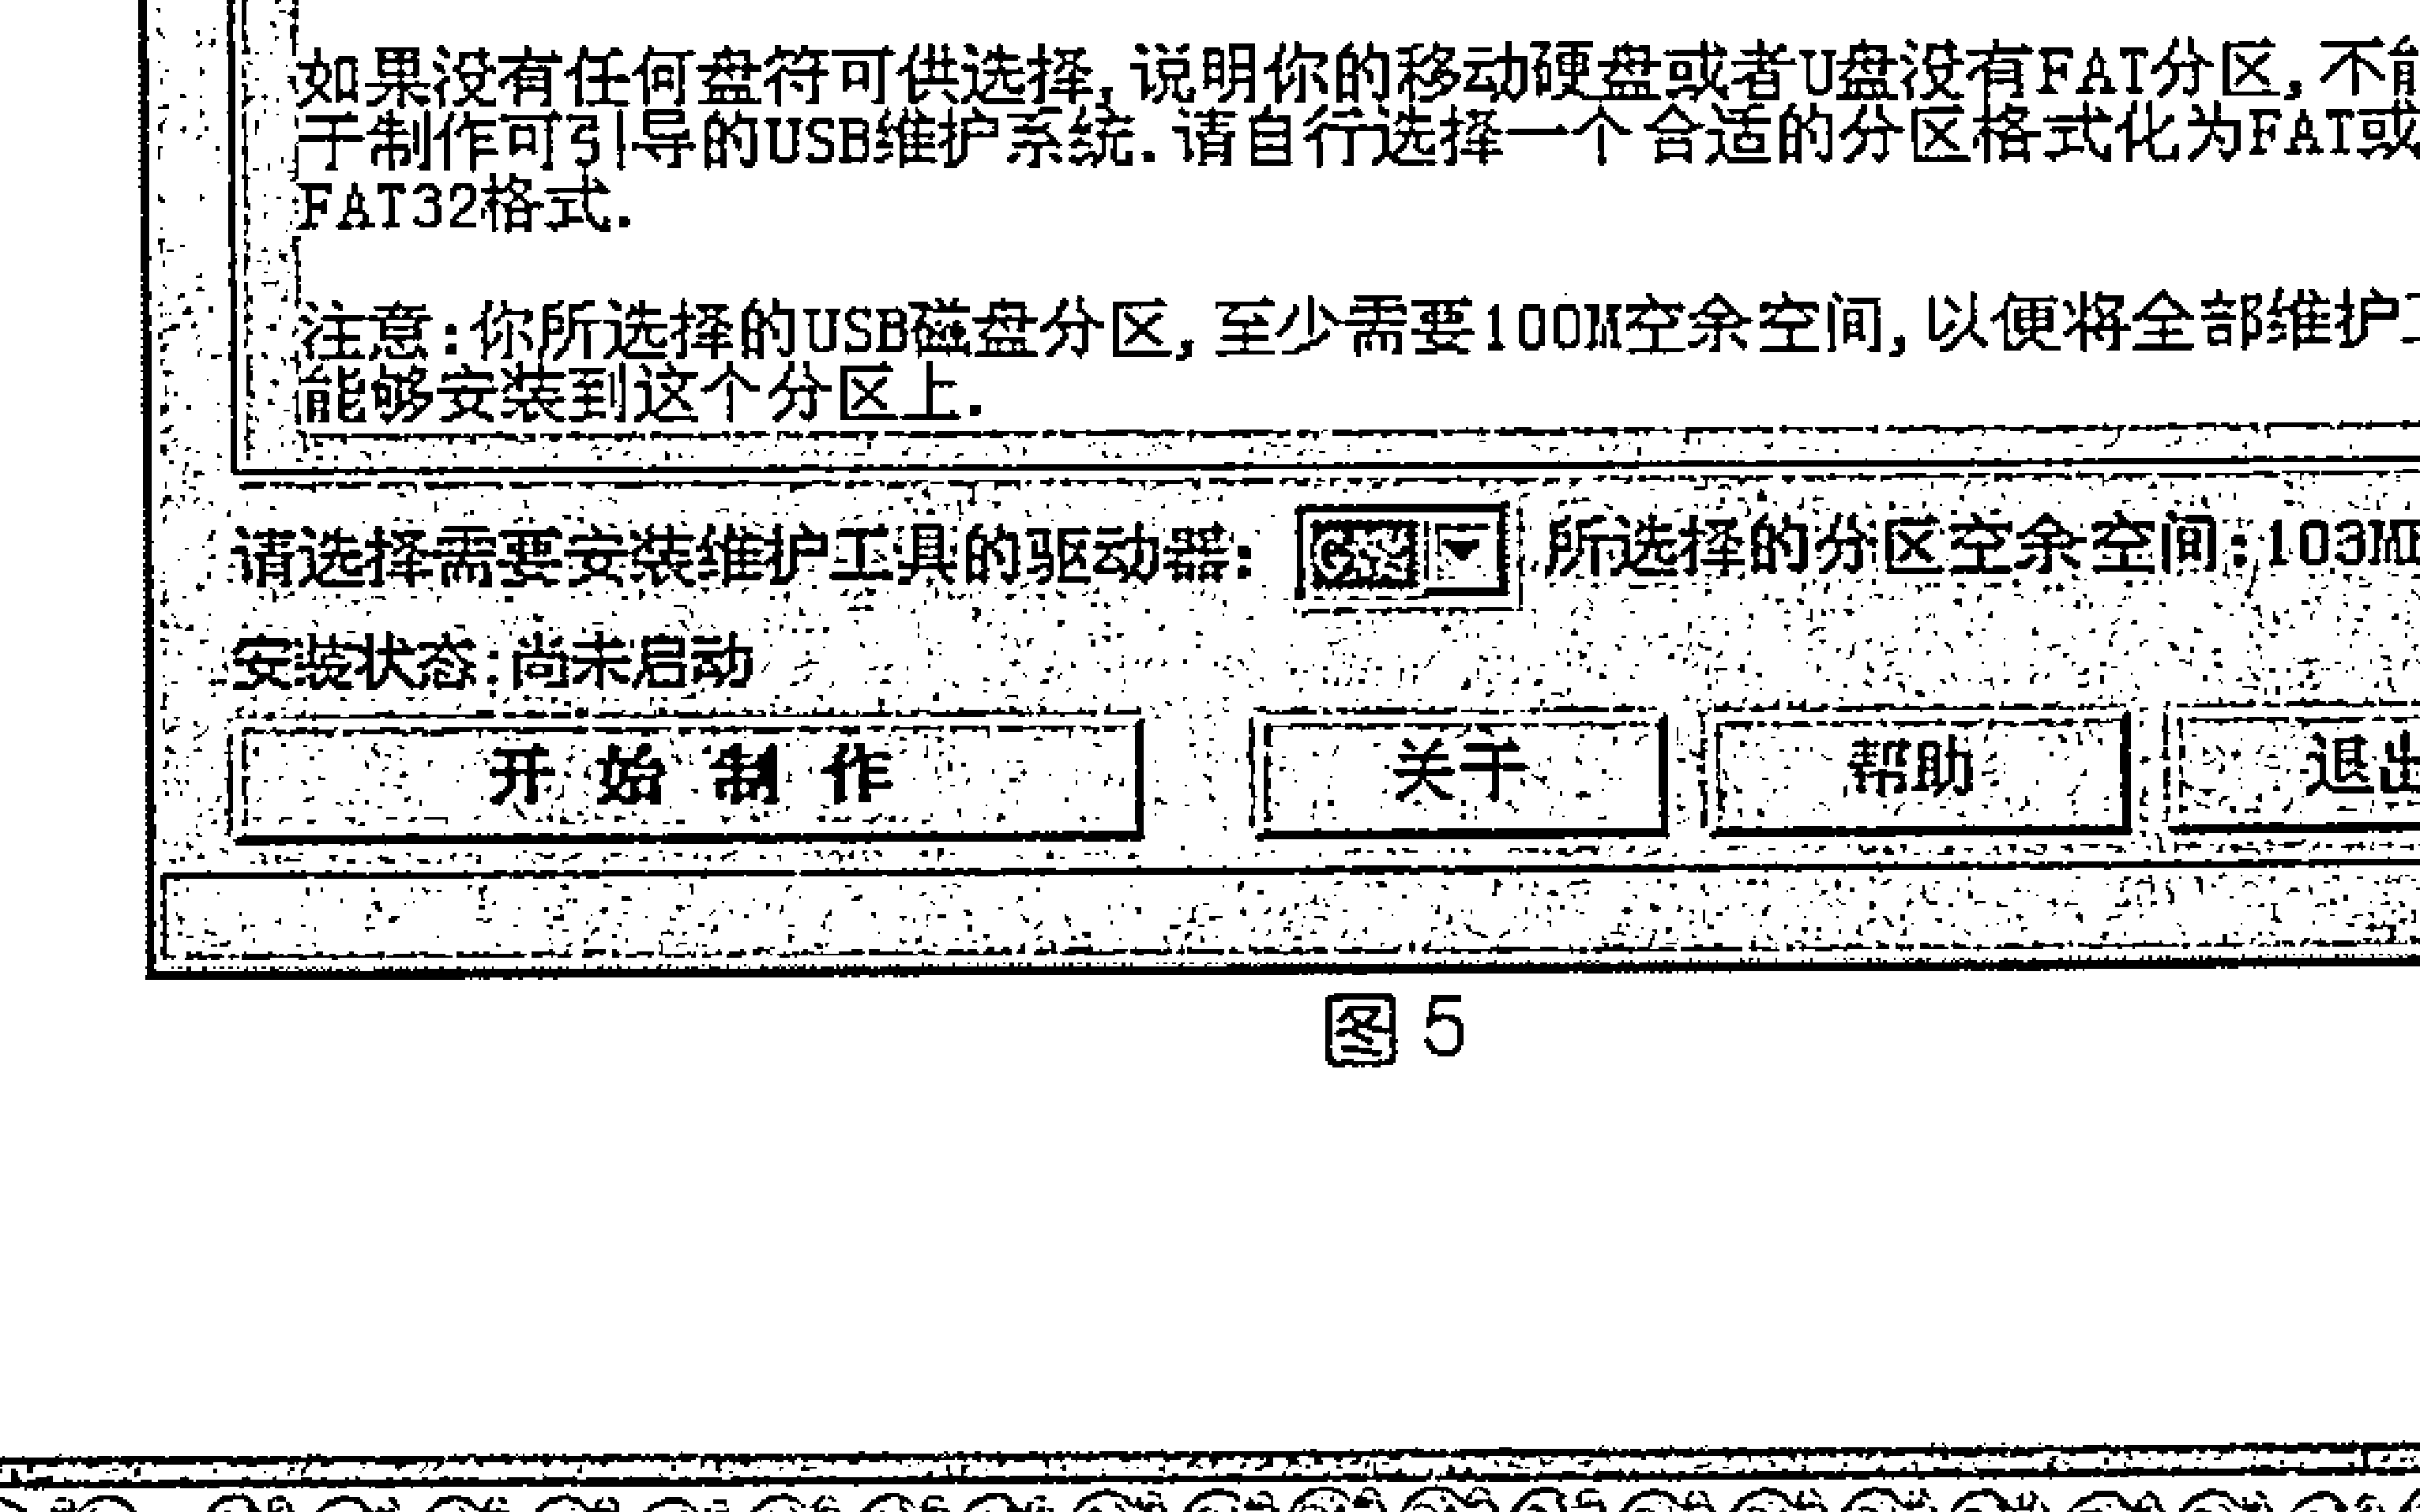 如果没有任何盘符可供选择,说明你的移动硬盘或者U盘没有FAT分区,不能
于制作可引导的USB维护系统.请自行选择一个合适的分区格式化为FAT或
FAT32格式.
注意:你所选择的USB磁盘分区,至少需要100M空余空间,以便将全部维护工
能够安装到这个分区上.
请选择需要安装维护工具的驱动器: 所选择的分区空余空间:103MB
安装状态:尚未启动
开 始 制 作 关于 帮助 退出
图 5